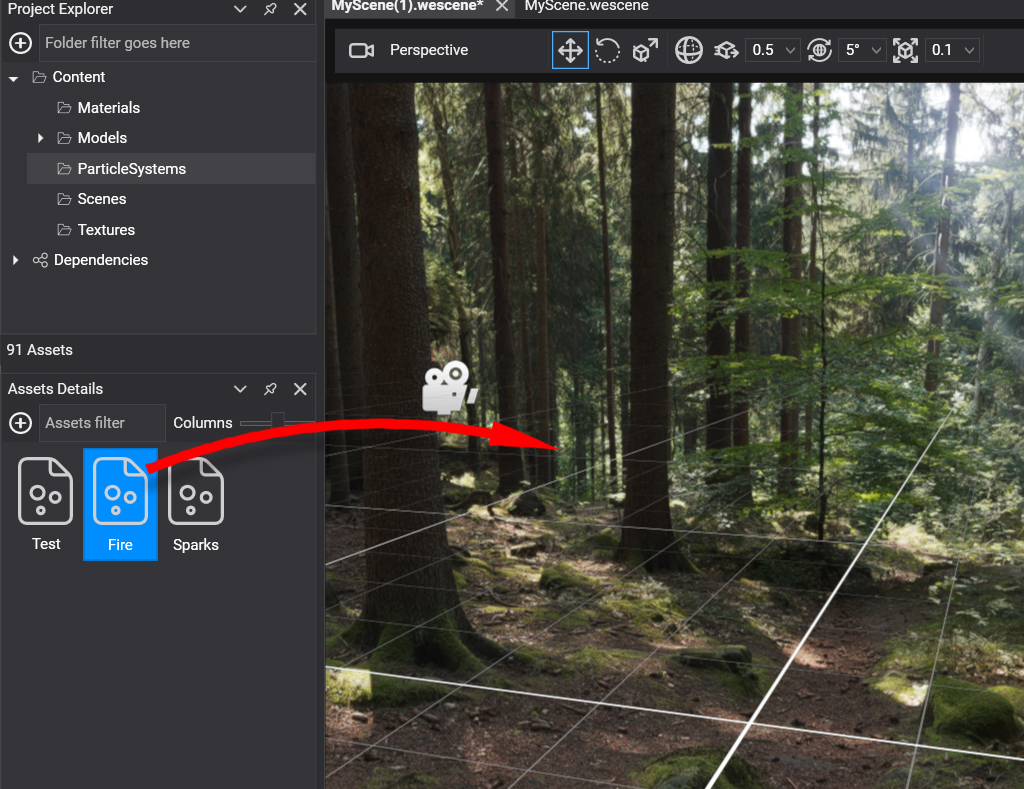 Project Explorer
Folder filter goes here
Content
Materials
Models
ParticleSystems
Scenes
Textures
Dependencies
91 Assets
Assets Details
Assets filter
Columns
Test
Fire
Sparks
MyScene(1).wescene*
MyScene.wescene
Perspective
0.5
5°
0.1